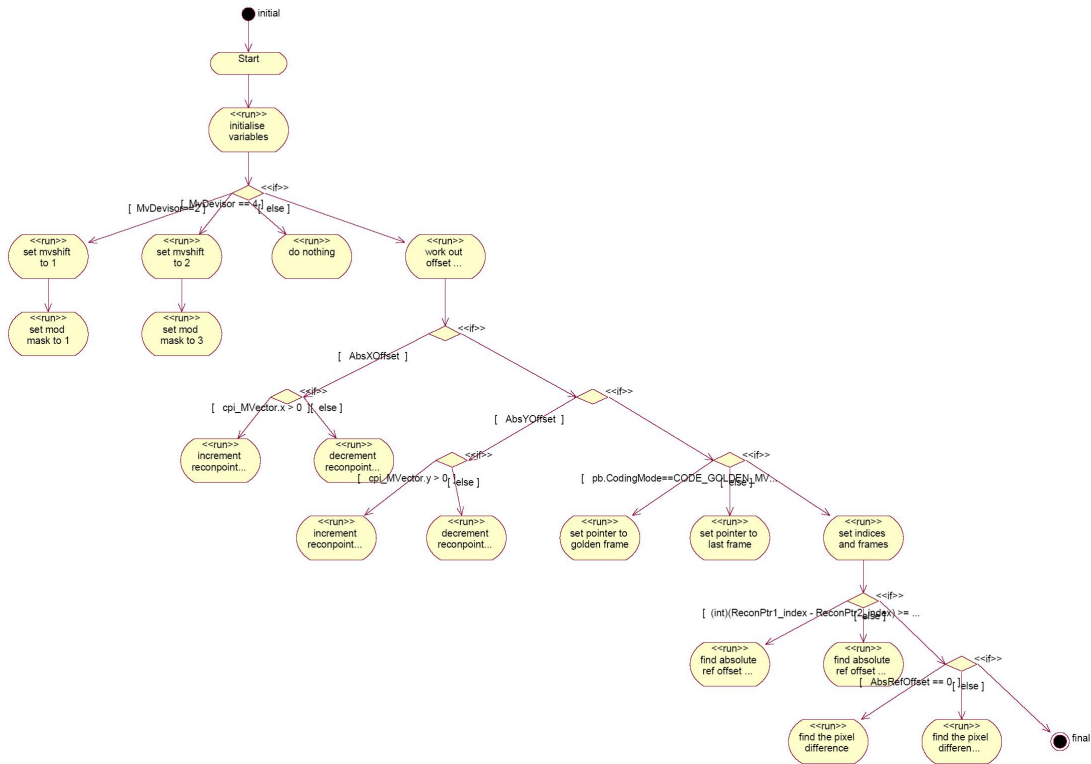 initial
Start
<<run>>
initialise
variables
<<if>>
[ MvDevisor==2 ]
[ MvDevisor == 4 ]
[ else ]
<<run>>
set mvshift
to 1
<<run>>
set mvshift
to 2
<<run>>
do nothing
<<run>>
work out
offset ...
<<run>>
set mod
mask to 1
<<run>>
set mod
mask to 3
<<if>>
[ AbsXOffset ]
<<if>>
[ cpi_MVector.x > 0 ]
[ else ]
<<if>>
[ AbsYOffset ]
<<run>>
increment
reconpoint...
<<run>>
decrement
reconpoint...
<<if>>
[ cpi_MVector.y > 0 ]
[ else ]
<<if>>
[ pb.CodingMode==CODE_GOLDEN_MV...
[ else ]
<<run>>
increment
reconpoint...
<<run>>
decrement
reconpoint...
<<run>>
set pointer to
golden frame
<<run>>
set pointer to
last frame
<<run>>
set indices
and frames
<<if>>
[ (int)(ReconPtr1_index - ReconPtr2_index) >= ...
[ else ]
<<run>>
find absolute
ref offset ...
<<run>>
find absolute
ref offset ...
<<if>>
[ AbsRefOffset == 0 ]
[ else ]
<<run>>
find the pixel
difference
<<run>>
find the pixel
differen...
final